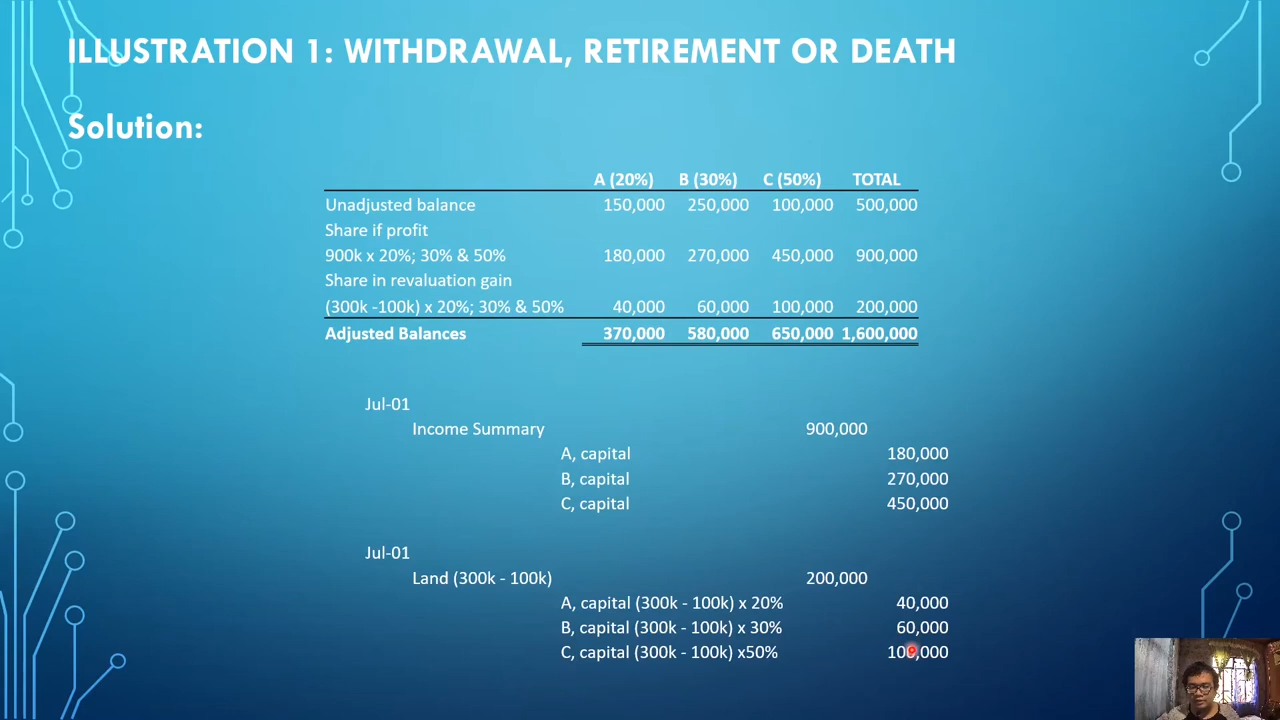 ILLUSTRATION 1: WITHDRAWAL, RETIREMENT OR DEATH
Solution:
A (20%) B (30%) C (50%) TOTAL
Unadjusted balance 150,000 250,000 100,000 500,000
Share if profit
900k x 20%; 30% & 50% 180,000 270,000 450,000 900,000
Share in revaluation gain
(300k -100k) x 20%; 30% & 50% 40,000 60,000 100,000 200,000
Adjusted Balances 370,000 580,000 650,000 1,600,000
Jul-01
Income Summary 900,000
A, capital 180,000
B, capital 270,000
C, capital 450,000
Jul-01
Land (300k - 100k) 200,000
A, capital (300k - 100k) x 20% 40,000
B, capital (300k - 100k) x 30% 60,000
C, capital (300k - 100k) x50% 100,000